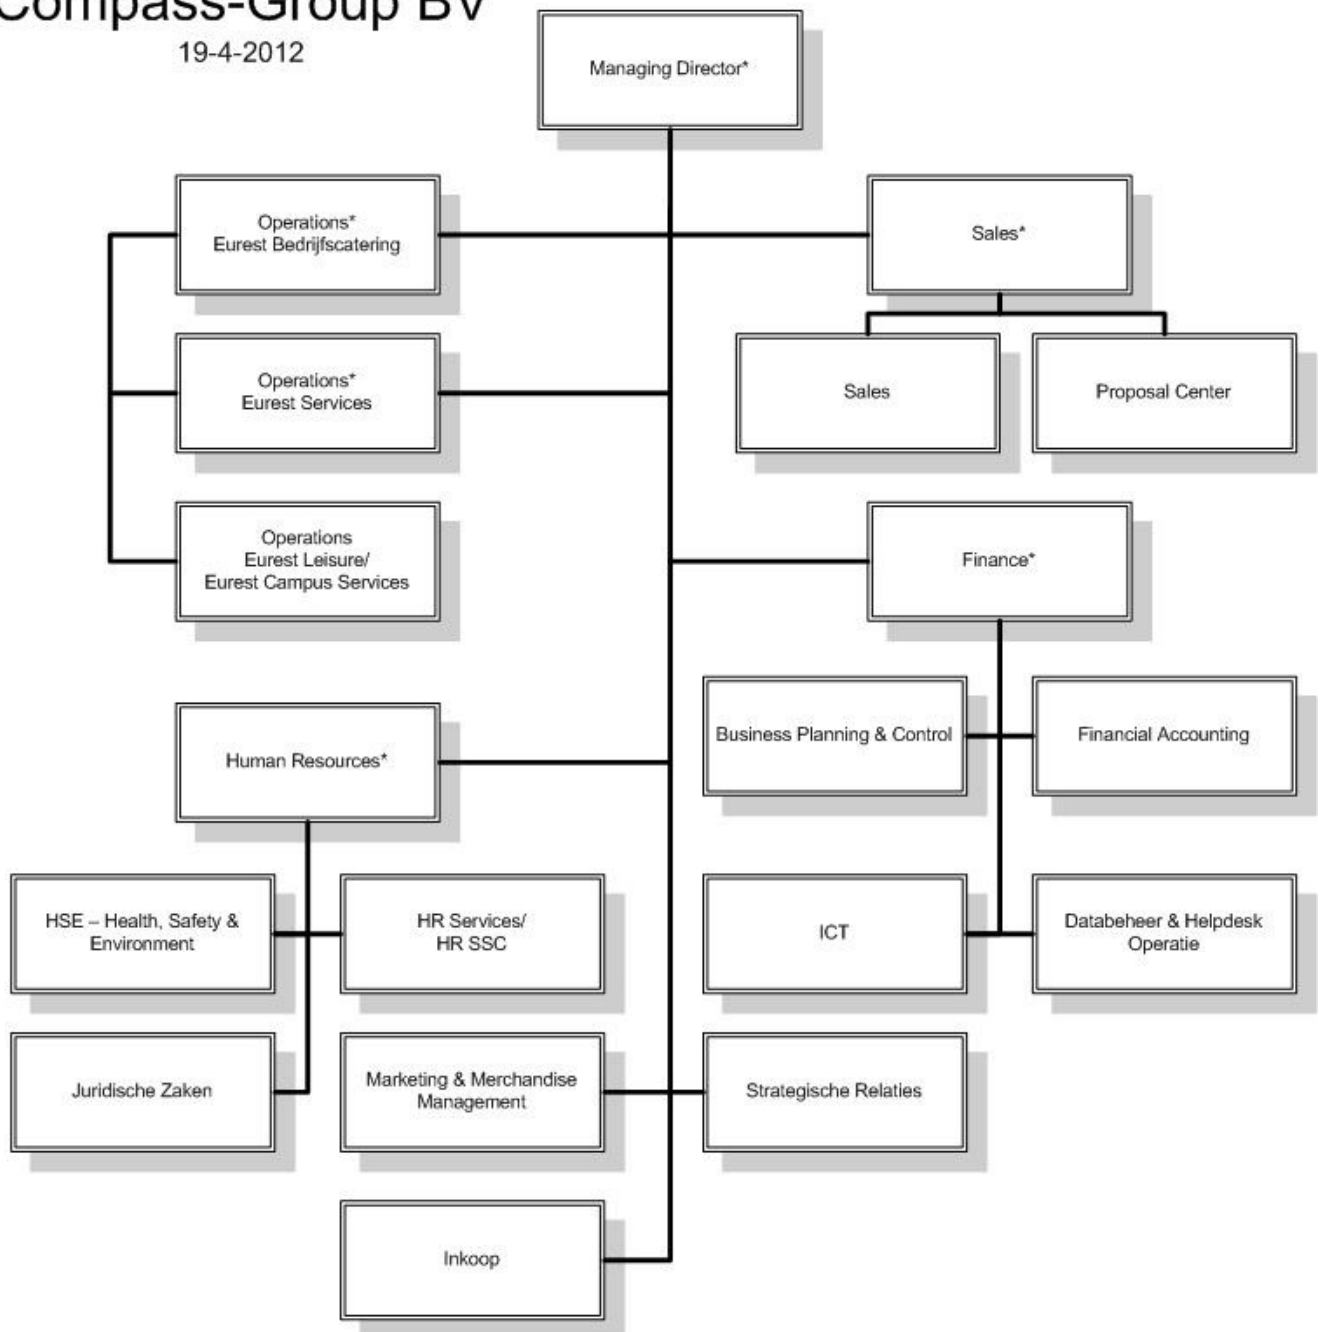 Compass-Group BV
19-4-2012
Managing Director*
Operations*
Eurest Bedrijfscatering
Sales*
Operations*
Eurest Services
Sales
Proposal Center
Operations
Eurest Leisure/
Eurest Campus Services
Finance*
Business Planning & Control
Financial Accounting
Human Resources*
HSE – Health, Safety &
Environment
HR Services/
HR SSC
ICT
Databeheer & Helpdesk
Operatie
Juridische Zaken
Marketing & Merchandise
Management
Strategische Relaties
Inkoop